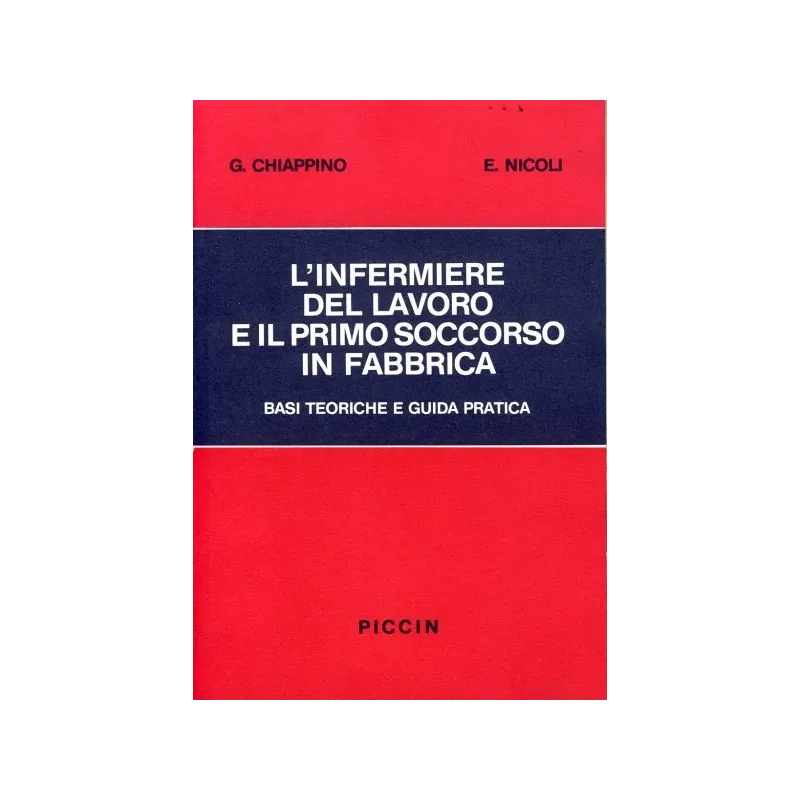 G. CHIAPPINO E. NICOLI
L'INFERMIERE
DEL LAVORO
E IL PRIMO SOCCORSO
IN FABBRICA
BASI TEORICHE E GUIDA PRATICA
PICCIN